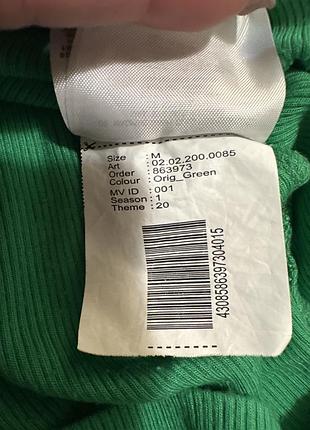 Size : M
Art : 02.02.200.0085
Order : 863973
Colour : Orig_Green
MV ID : 001
Season : 1
Theme : 20
4308586397304015